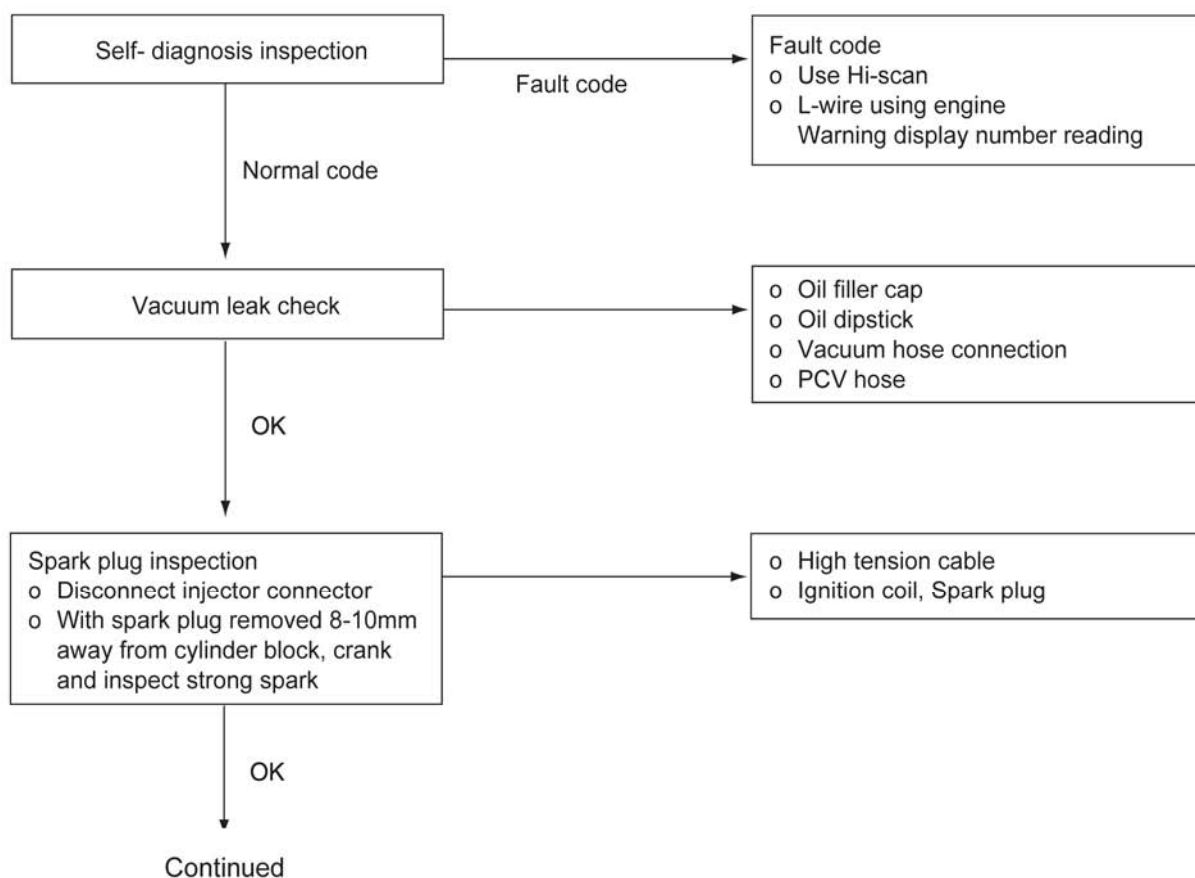 Self- diagnosis inspection
Fault code
Fault code
o Use Hi-scan
o L-wire using engine
Warning display number reading
Normal code
Vacuum leak check
o Oil filler cap
o Oil dipstick
o Vacuum hose connection
o PCV hose
OK
Spark plug inspection
o Disconnect injector connector
o With spark plug removed 8-10mm
away from cylinder block, crank
and inspect strong spark
o High tension cable
o Ignition coil, Spark plug
OK
Continued